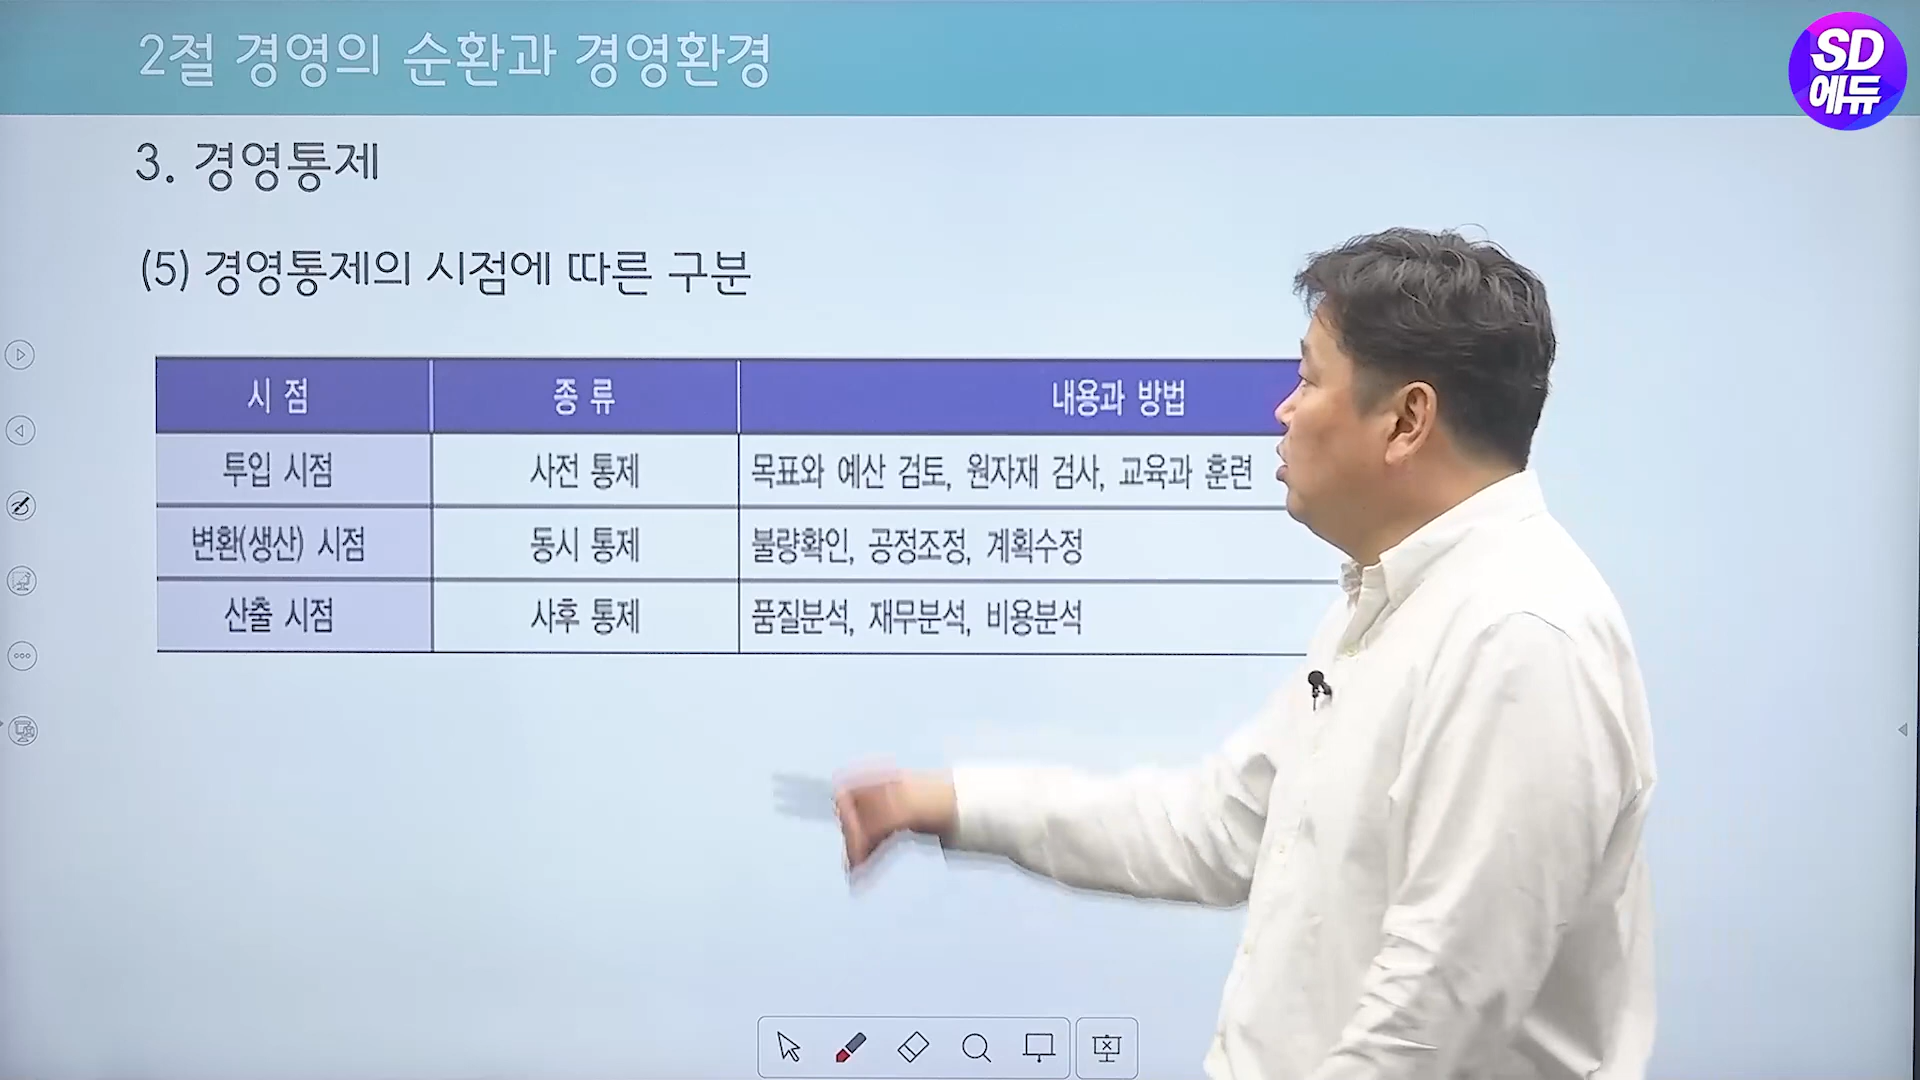 2절 경영의 순환과 경영환경
SD
에듀
3. 경영통제
(5) 경영통제의 시점에 따른 구분
시 점 종 류 내용과 방법
투입 시점 사전 통제 목표와 예산 검토, 원자재 검사, 교육과 훈련
변환(생산) 시점 동시 통제 불량확인, 공정조정, 계획수정
산출 시점 사후 통제 품질분석, 재무분석, 비용분석